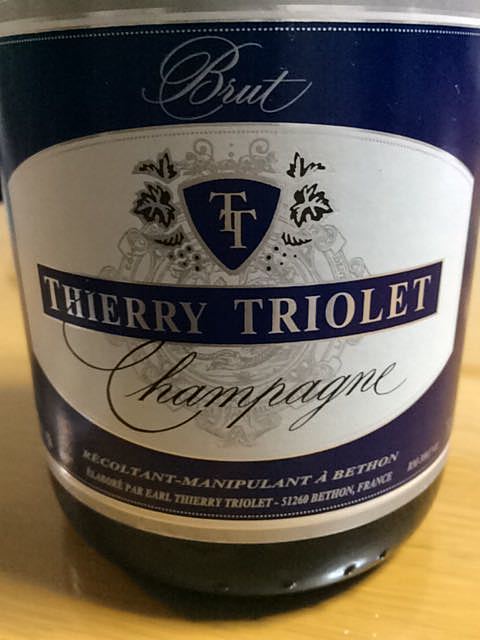 Brut
TT
THIERRY TRIOLET
Champagne
RÉCOLTANT-MANIPULANT À BETHON
ÉLABORÉ PAR EARL THIERRY TRIOLET - 51260 BETHON, FRANCE